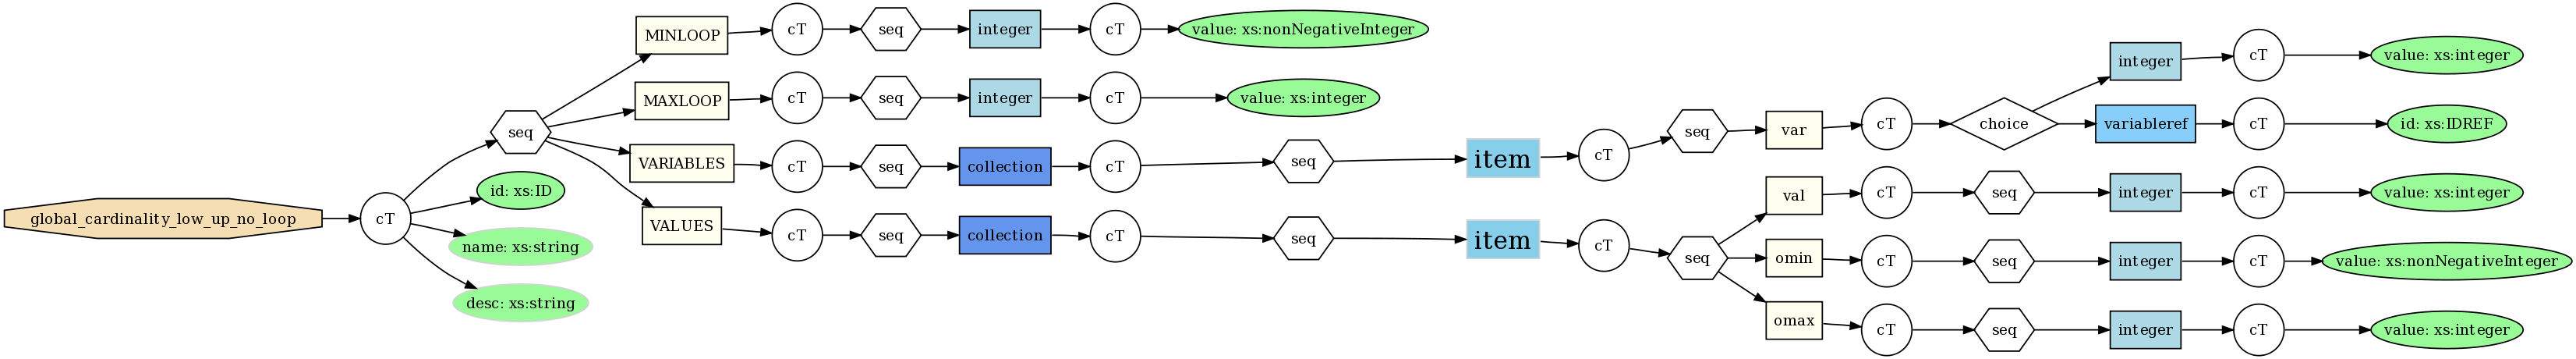 global_cardinality_low_up_no_loop
cT
seq
id: xs:ID
name: xs:string
desc: xs:string
MINLOOP
cT
seq
integer
cT
value: xs:nonNegativeInteger
MAXLOOP
cT
seq
integer
cT
value: xs:integer
VARIABLES
cT
seq
collection
cT
seq
item
cT
seq
var
cT
choice
integer
cT
value: xs:integer
variableref
cT
id: xs:IDREF
VALUES
cT
seq
collection
cT
seq
item
cT
seq
val
cT
seq
integer
cT
value: xs:integer
omin
cT
seq
integer
cT
value: xs:nonNegativeInteger
omax
cT
seq
integer
cT
value: xs:integer